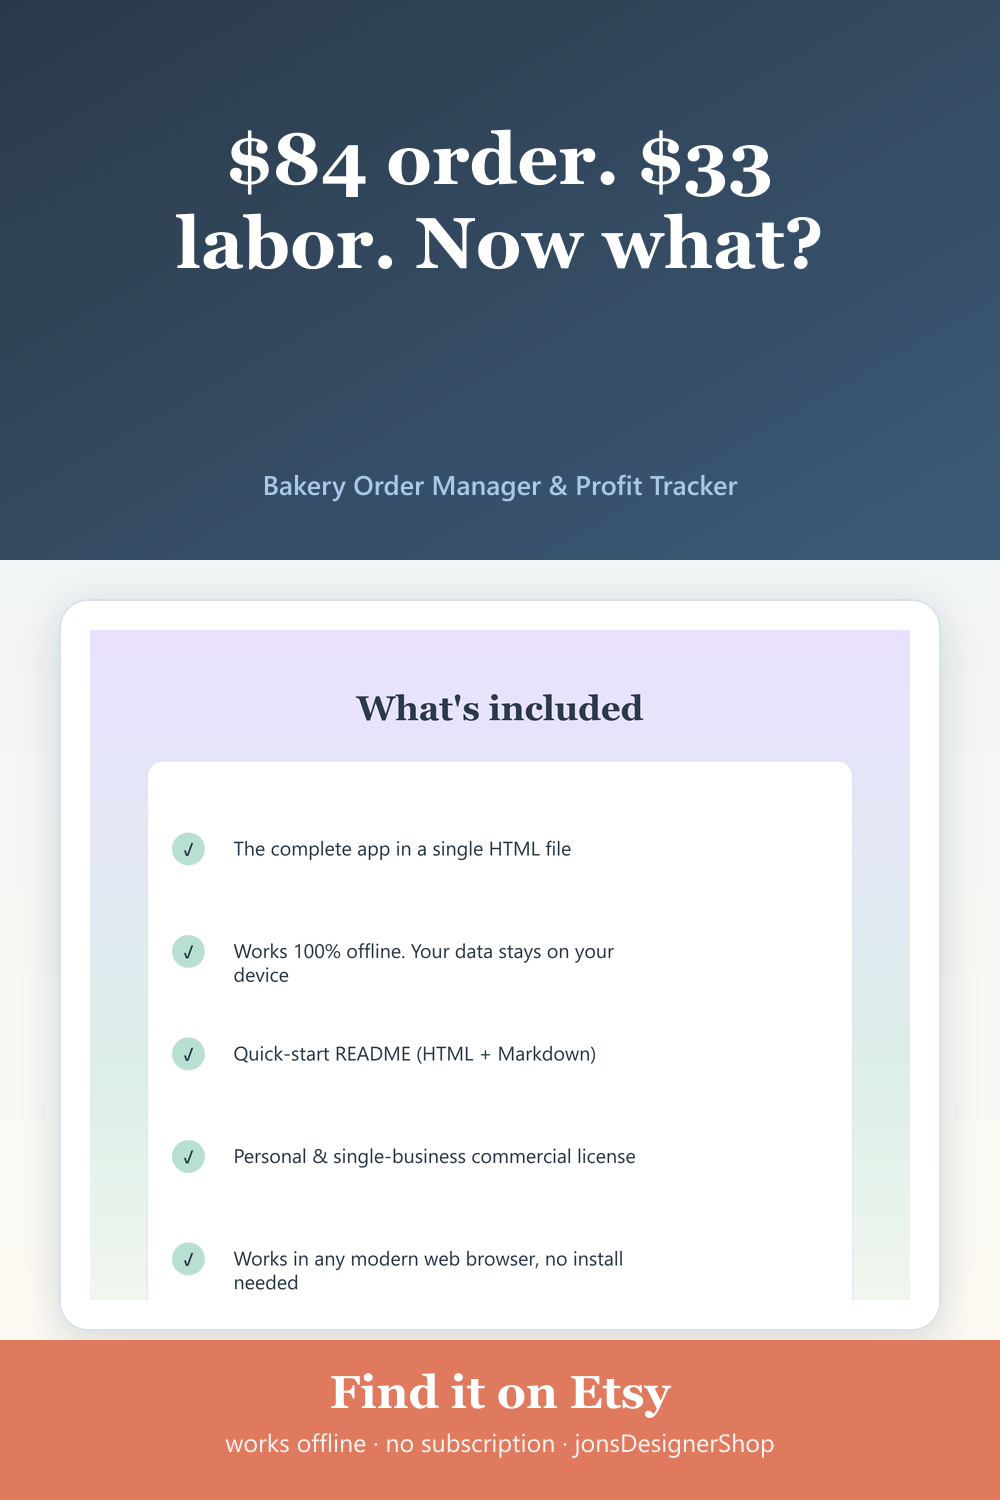 $84 order. $33
labor. Now what?
Bakery Order Manager & Profit Tracker
What's included
✓ The complete app in a single HTML file
✓ Works 100% offline. Your data stays on your
device
✓ Quick-start README (HTML + Markdown)
✓ Personal & single-business commercial license
✓ Works in any modern web browser, no install
needed
Find it on Etsy
works offline · no subscription · jonsDesignerShop